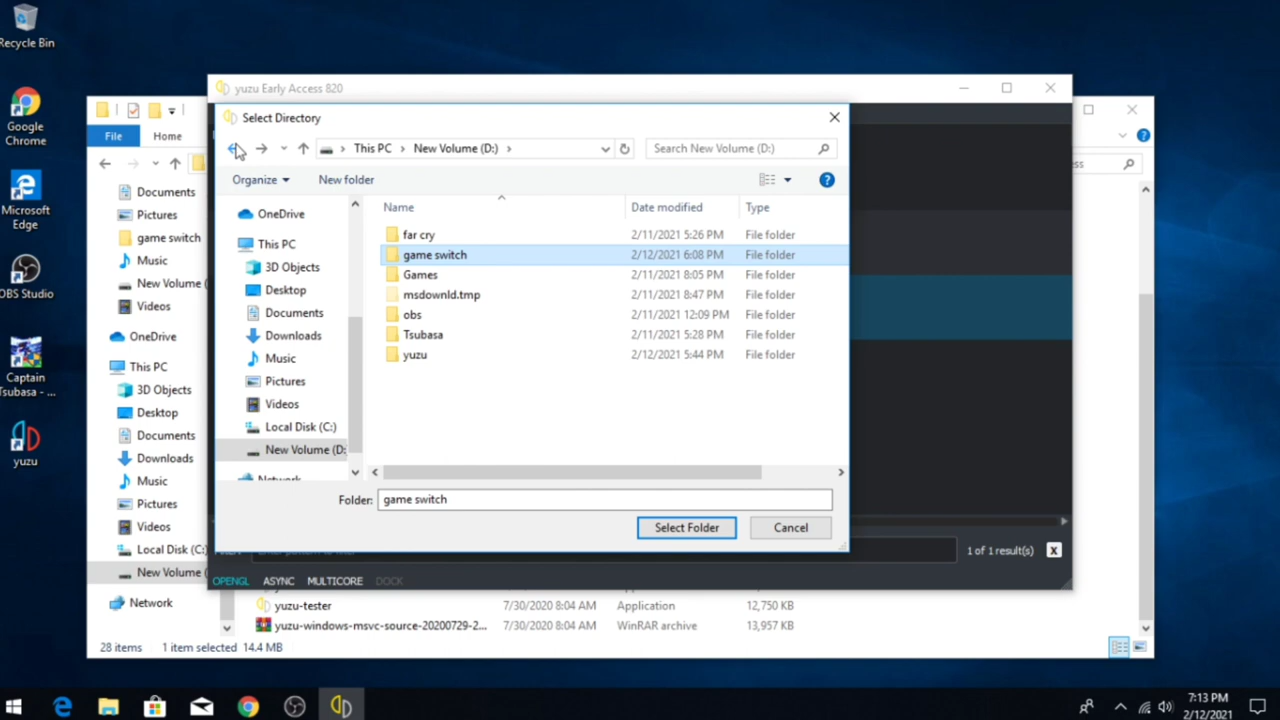 Recycle Bin
Google
Chrome
Microsoft
Edge
OBS Studio
Captain
Tsubasa - ...
yuzu
File
Home
Documents
Pictures
game switch
Music
New Volume (
Videos
OneDrive
This PC
3D Objects
Desktop
Documents
Downloads
Music
Pictures
Videos
Local Disk (C:)
New Volume (
Network
28 items
1 item selected 14.4 MB
yuzu Early Access 820
Select Directory
This PC
New Volume (D:)
Search New Volume (D:)
Organize
New folder
OneDrive
This PC
3D Objects
Desktop
Documents
Downloads
Music
Pictures
Videos
Local Disk (C:)
New Volume (D:
Network
Name Date modified Type
far cry 2/11/2021 5:26 PM File folder
game switch 2/12/2021 6:08 PM File folder
Games 2/11/2021 8:05 PM File folder
msdownld.tmp 2/11/2021 8:47 PM File folder
obs 2/11/2021 12:09 PM File folder
Tsubasa 2/11/2021 5:28 PM File folder
yuzu 2/12/2021 5:44 PM File folder
Folder: game switch
Select Folder
Cancel
1 of 1 result(s) X
OPENGL ASYNC MULTICORE DOCK
yuzu-tester 7/30/2020 8:04 AM Application 12,750 KB
yuzu-windows-msvc-source-20200729-2... 7/30/2020 8:04 AM WinRAR archive 13,957 KB
7:13 PM
2/12/2021